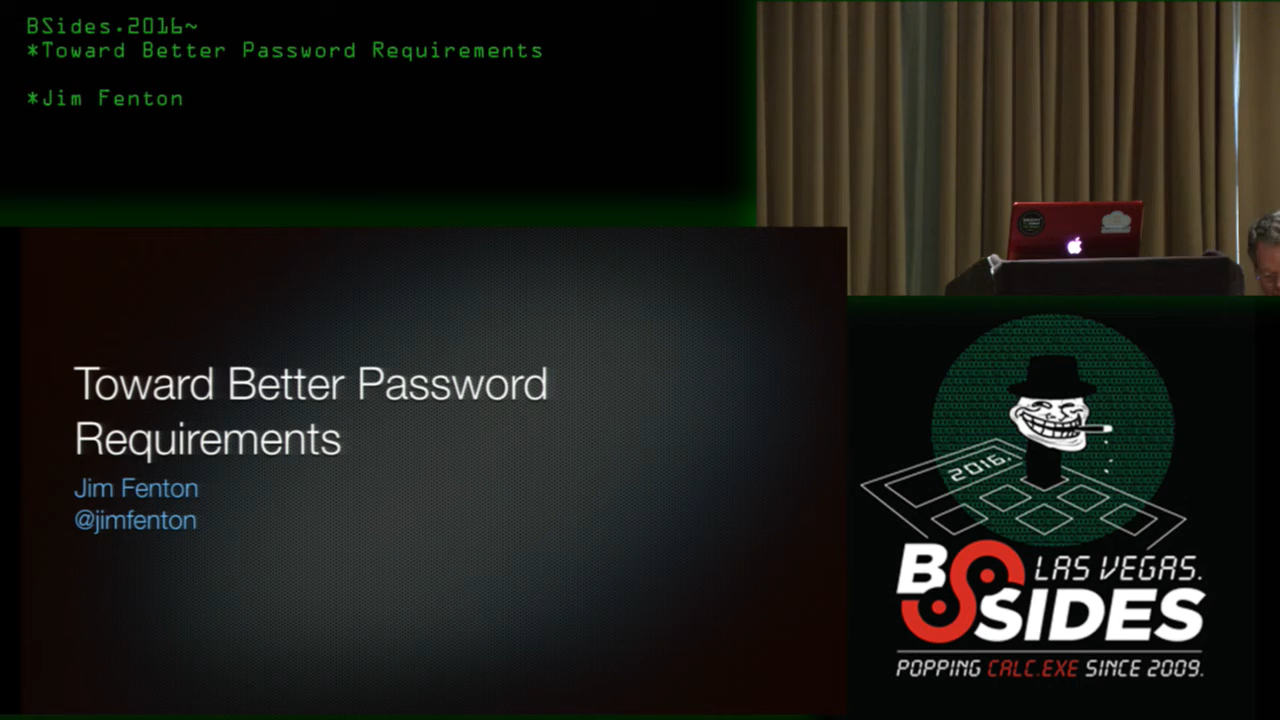 BSides.2016~
*Toward Better Password Requirements
*Jim Fenton
Toward Better Password
Requirements
Jim Fenton
@jimfenton
2016.
BSIDES
LAS VEGAS.
POPPING CALC.EXE SINCE 2009.